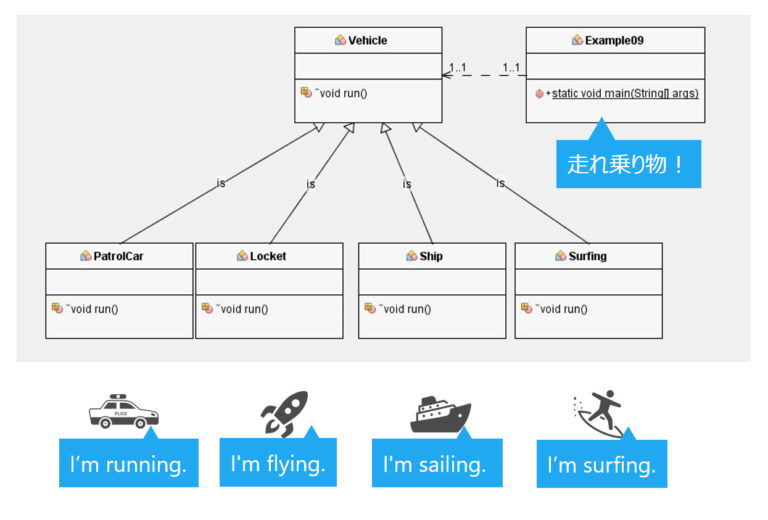 Vehicle
Example09
1..1
1..1
~void run()
+static void main(String[] args)
走れ乗り物！
is
is
is
is
PatrolCar
Locket
Ship
Surfing
~void run()
~void run()
~void run()
~void run()
POLICE
I'm running.
I'm flying.
I'm sailing.
I'm surfing.